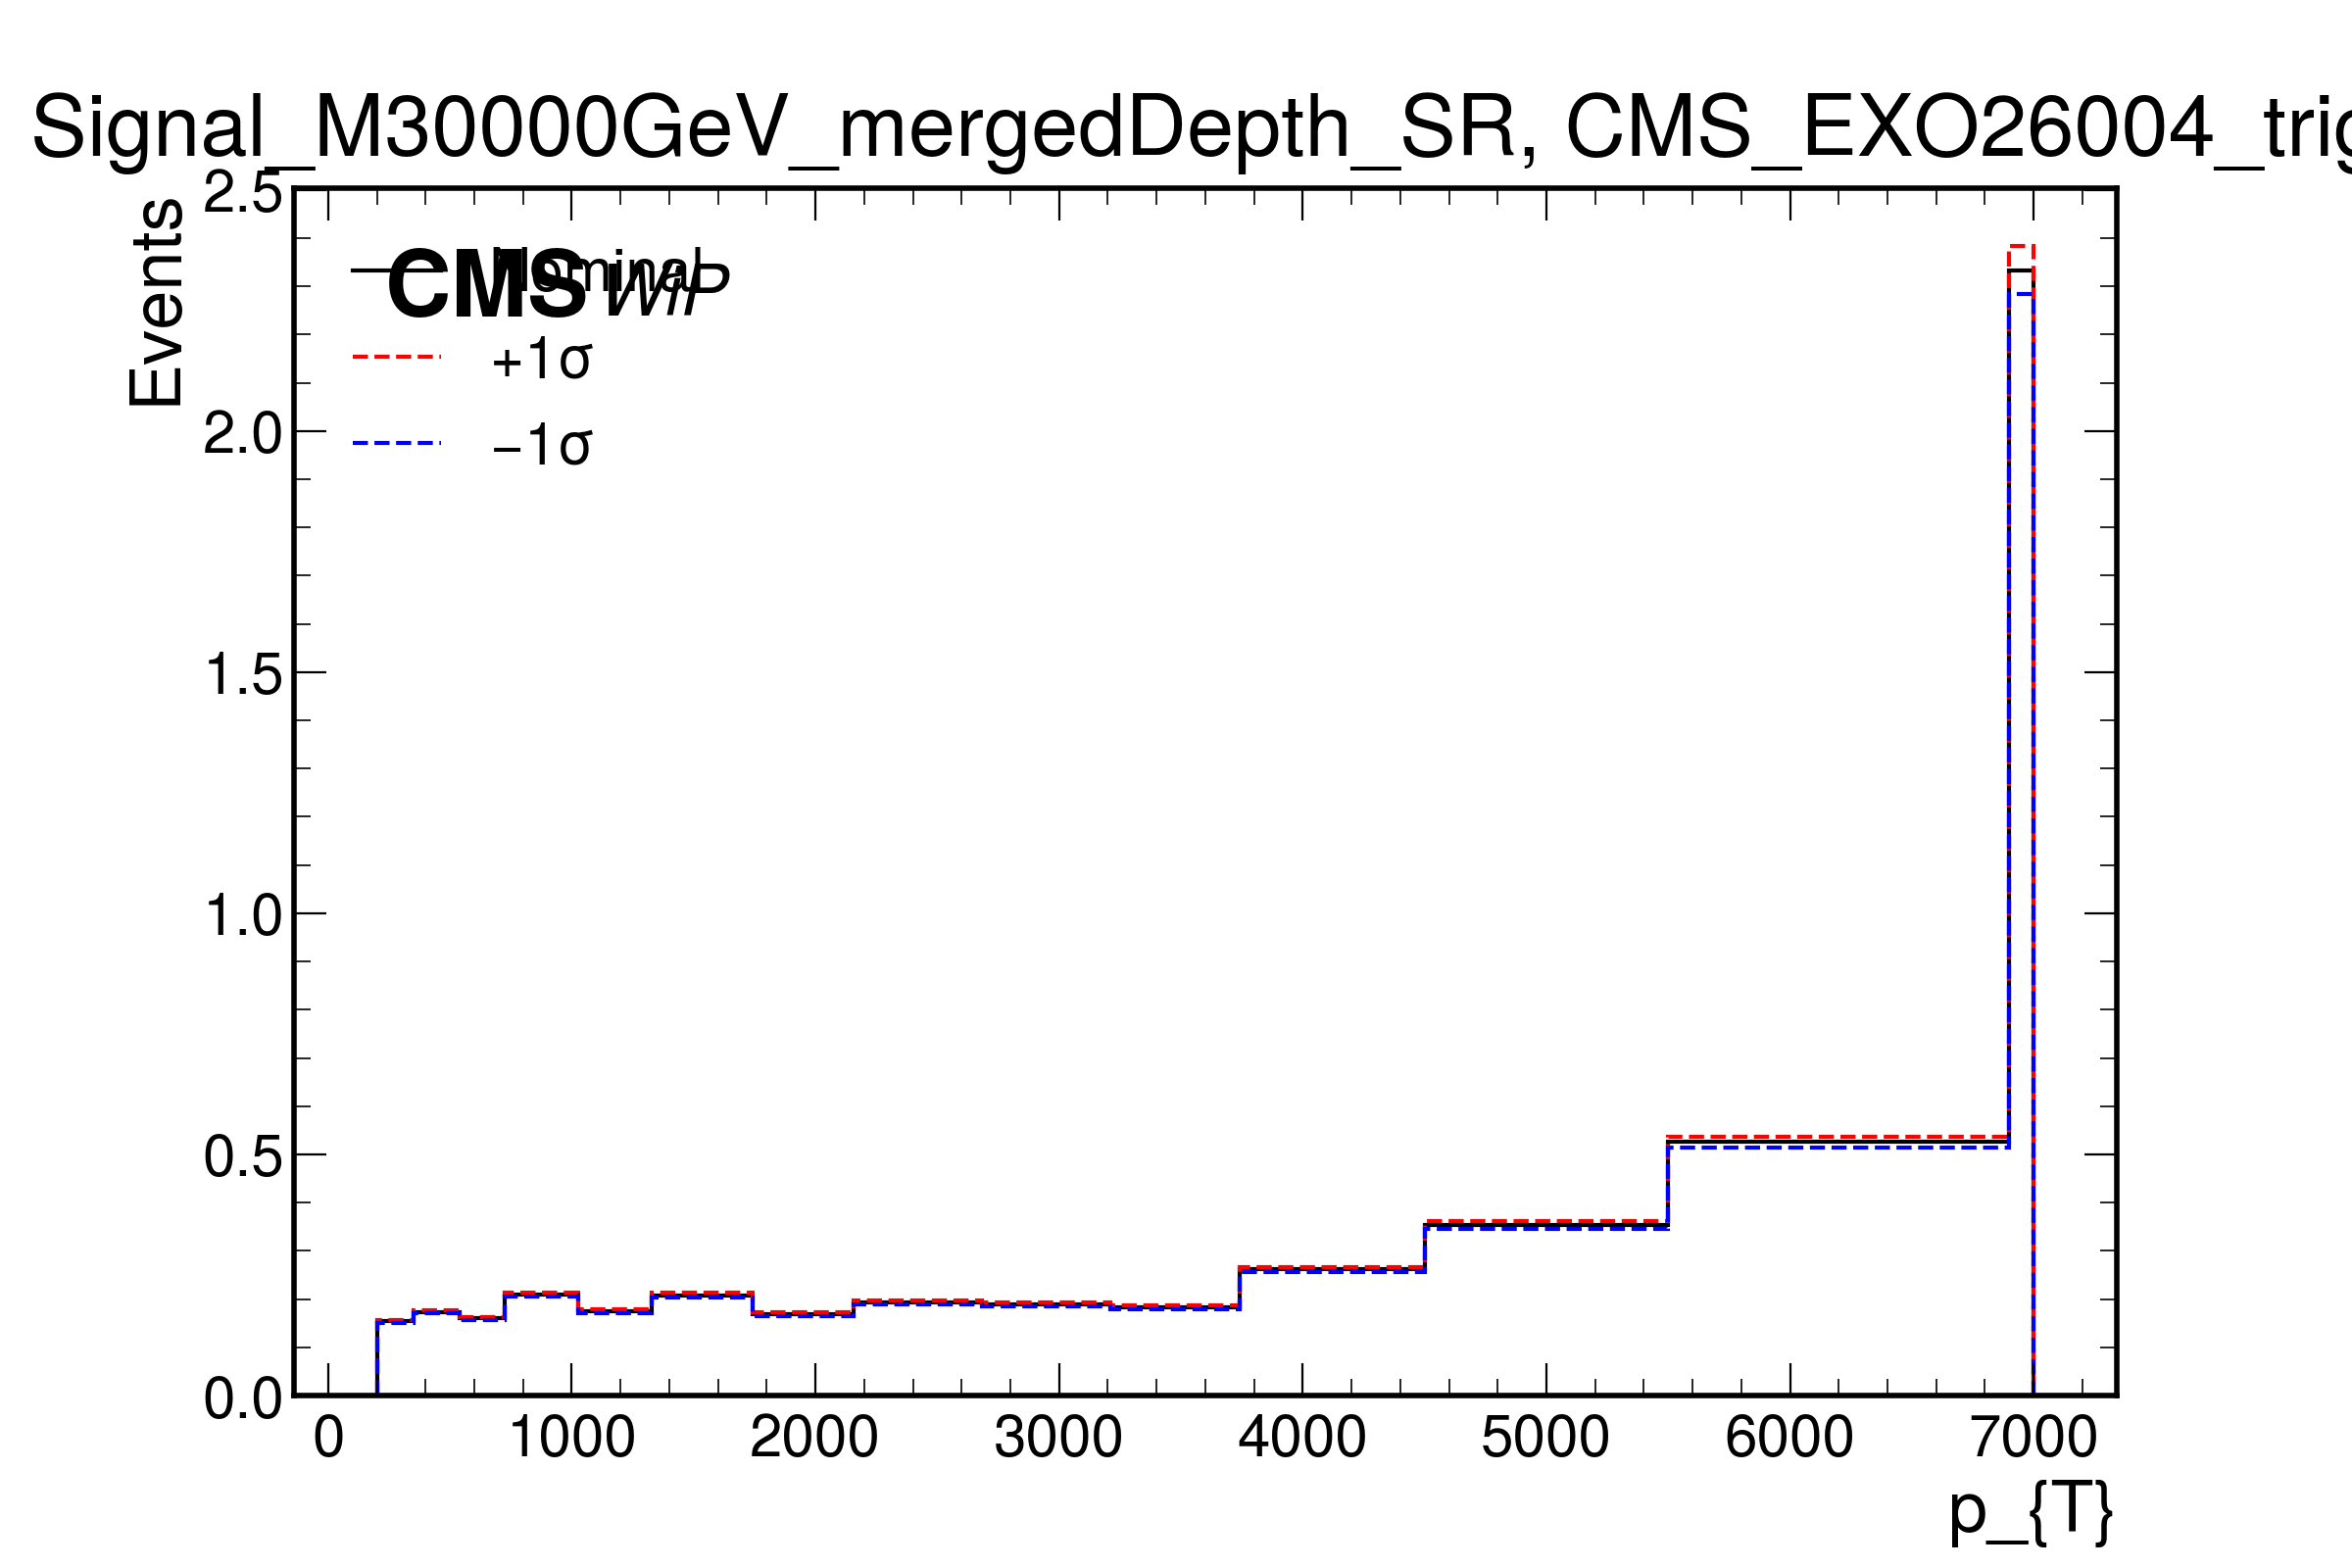 Signal_M30000GeV_mergedDepth_SR, CMS_EXO26004_trig
Events
2.5
2.0
1.5
1.0
0.5
0.0
CMS WiP
Nominal
+1σ
−1σ
0 1000 2000 3000 4000 5000 6000 7000
p_{T}